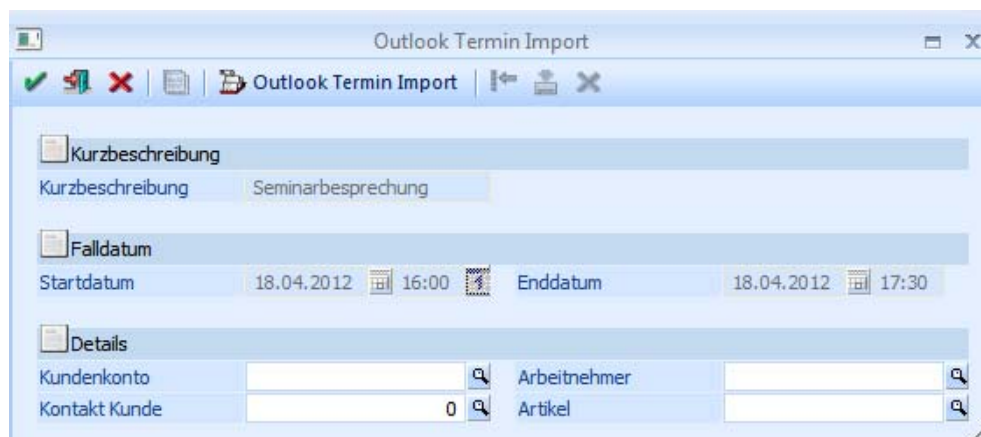 Outlook Termin Import
Outlook Termin Import
Kurzbeschreibung
Kurzbeschreibung Seminarbesprechung
Falldatum
Startdatum 18.04.2012 16:00 Enddatum 18.04.2012 17:30
Details
Kundenkonto Arbeitnehmer
Kontakt Kunde 0 Artikel